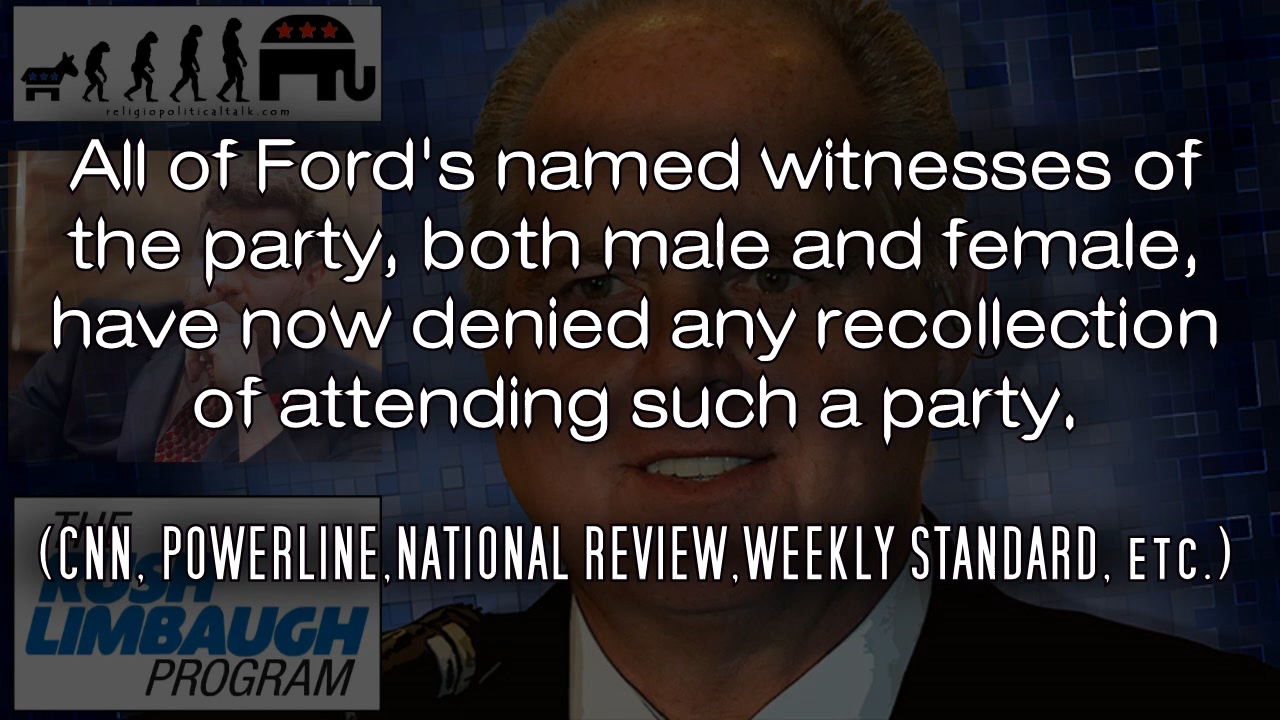 religiopoliticaltalk.com
All of Ford's named witnesses of
the party, both male and female,
have now denied any recollection
of attending such a party.
(CNN, POWERLINE,NATIONAL REVIEW,WEEKLY STANDARD, ETC.)
THE
RUSH
LIMBAUGH
PROGRAM